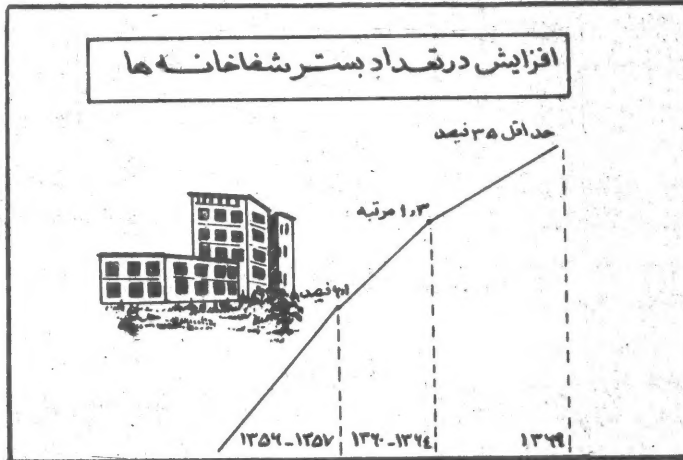 افزایش در تعداد بستر شفاخانه ها
حداقل ۳۵ فیصد
۱٫۳ مرتبه
فیصد
۱۳۵۶-۱۳۵۷
۱۳۶۰-۱۳۶۴
۱۳۶۹